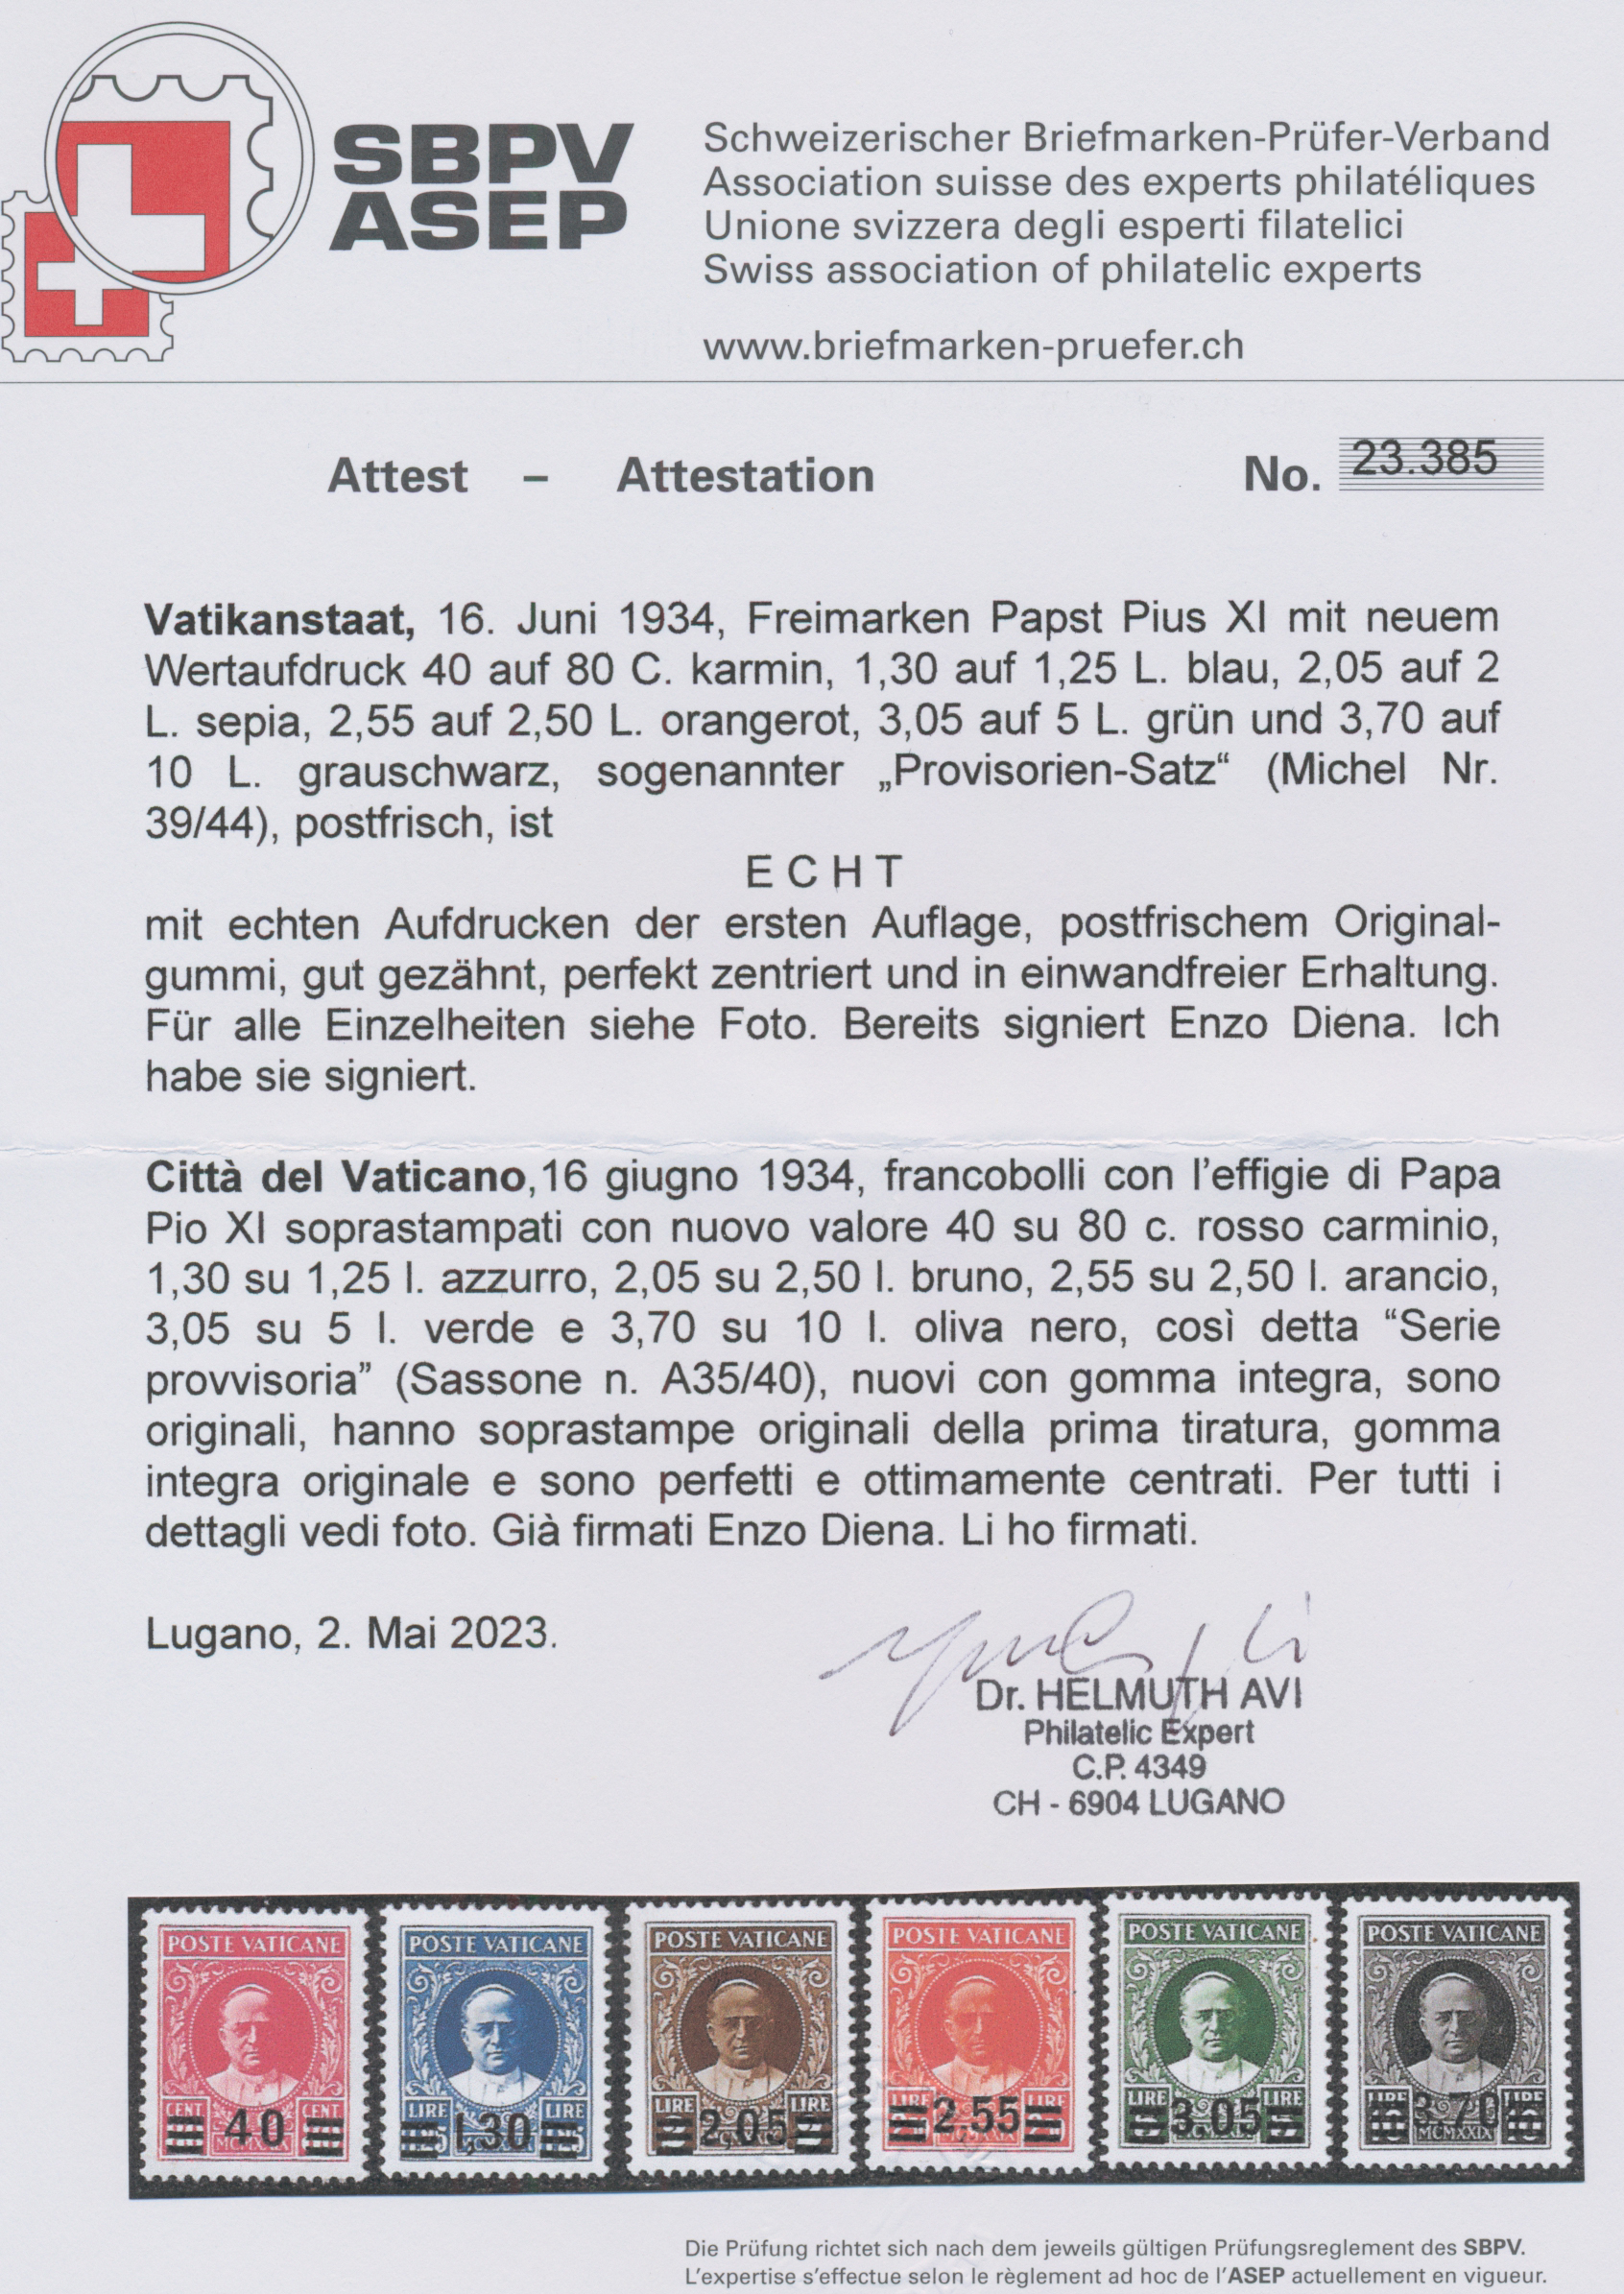 SBPV
ASEP
Schweizerischer Briefmarken-Prüfer-Verband
Association suisse des experts philatéliques
Unione svizzera degli esperti filatelici
Swiss association of philatelic experts
www.briefmarken-pruefer.ch
Attest – Attestation No. 23.385
Vatikanstaat, 16. Juni 1934, Freimarken Papst Pius XI mit neuem
Wertaufdruck 40 auf 80 C. karmin, 1,30 auf 1,25 L. blau, 2,05 auf 2
L. sepia, 2,55 auf 2,50 L. orangerot, 3,05 auf 5 L. grün und 3,70 auf
10 L. grauschwarz, sogenannter „Provisorien-Satz“ (Michel Nr.
39/44), postfrisch, ist
E C H T
mit echten Aufdrucken der ersten Auflage, postfrischem Original-
gummi, gut gezähnt, perfekt zentriert und in einwandfreier Erhaltung.
Für alle Einzelheiten siehe Foto. Bereits signiert Enzo Diena. Ich
habe sie signiert.
Città del Vaticano,16 giugno 1934, francobolli con l’effigie di Papa
Pio XI soprastampati con nuovo valore 40 su 80 c. rosso carminio,
1,30 su 1,25 l. azzurro, 2,05 su 2,50 l. bruno, 2,55 su 2,50 l. arancio,
3,05 su 5 l. verde e 3,70 su 10 l. oliva nero, così detta “Serie
provvisoria” (Sassone n. A35/40), nuovi con gomma integra, sono
originali, hanno soprastampe originali della prima tiratura, gomma
integra originale e sono perfetti e ottimamente centrati. Per tutti i
dettagli vedi foto. Già firmati Enzo Diena. Li ho firmati.
Lugano, 2. Mai 2023.
Dr. HELMUTH AVI
Philatelic Expert
C.P. 4349
CH - 6904 LUGANO
POSTE VATICANE POSTE VATICANE POSTE VATICANE POSTE VATICANE POSTE VATICANE POSTE VATICANE
CENT CENT LIRE LIRE LIRE LIRE LIRE LIRE LIRE LIRE LIRE LIRE
40 1,30 2.05 2.55 3.05 3.70
MCMXXIX MCMXXIX
Die Prüfung richtet sich nach dem jeweils gültigen Prüfungsreglement des SBPV.
L’expertise s’effectue selon le règlement ad hoc de l’ASEP actuellement en vigueur.